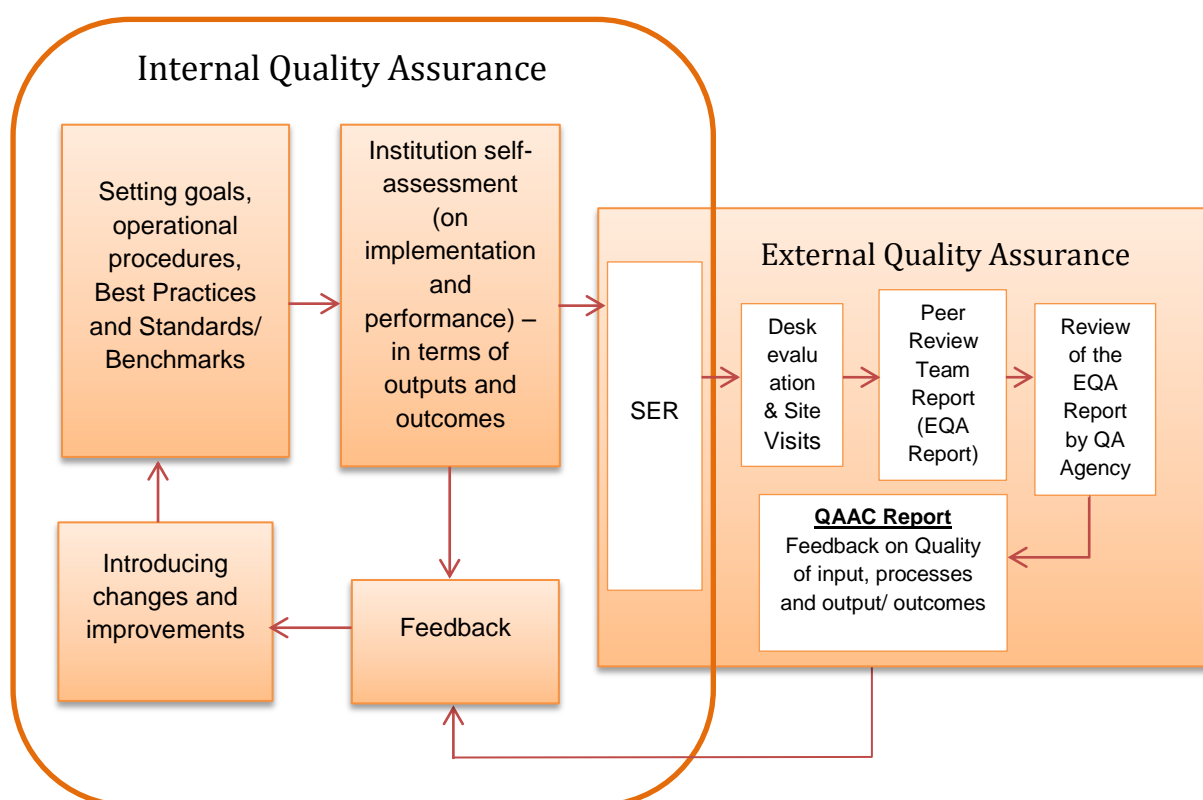 Internal Quality Assurance
Setting goals,
operational
procedures,
Best Practices
and Standards/
Benchmarks
Institution self-
assessment
(on
implementation
and
performance) –
in terms of
outputs and
outcomes
Introducing
changes and
improvements
Feedback
External Quality Assurance
SER
Desk
evalu
ation
& Site
Visits
Peer
Review
Team
Report
(EQA
Report)
Review
of the
EQA
Report
by QA
Agency
QAAC Report
Feedback on Quality
of input, processes
and output/ outcomes